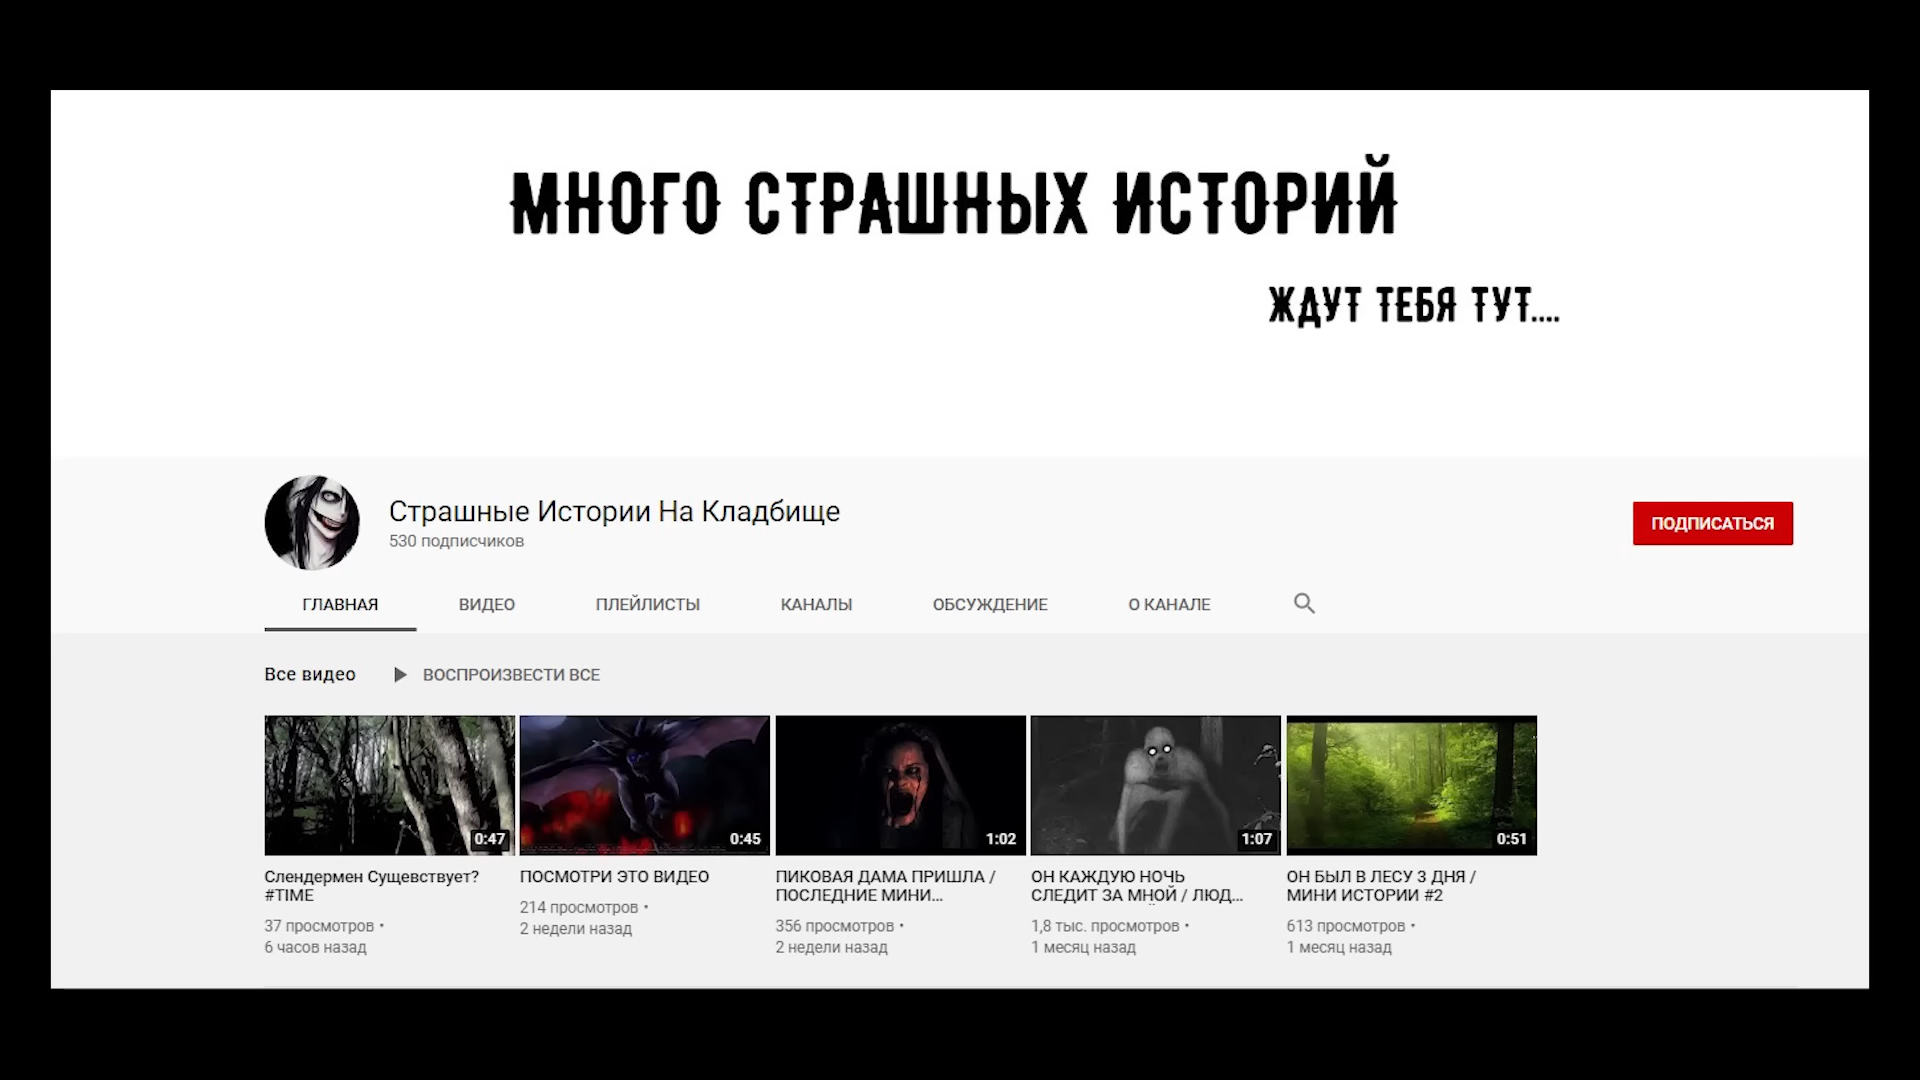 МНОГО СТРАШНЫХ ИСТОРИЙ
ЖДУТ ТЕБЯ ТУТ....
Страшные Истории На Кладбище
530 подписчиков
ПОДПИСАТЬСЯ
ГЛАВНАЯ ВИДЕО ПЛЕЙЛИСТЫ КАНАЛЫ ОБСУЖДЕНИЕ О КАНАЛЕ
Все видео ВОСПРОИЗВЕСТИ ВСЕ
0:47
0:45
1:02
1:07
0:51
Слендермен Сущевствует?
#TIME
37 просмотров •
6 часов назад
ПОСМОТРИ ЭТО ВИДЕО
214 просмотров •
2 недели назад
ПИКОВАЯ ДАМА ПРИШЛА /
ПОСЛЕДНИЕ МИНИ...
356 просмотров •
2 недели назад
ОН КАЖДУЮ НОЧЬ
СЛЕДИТ ЗА МНОЙ / ЛЮД...
1,8 тыс. просмотров •
1 месяц назад
ОН БЫЛ В ЛЕСУ 3 ДНЯ /
МИНИ ИСТОРИИ #2
613 просмотров •
1 месяц назад